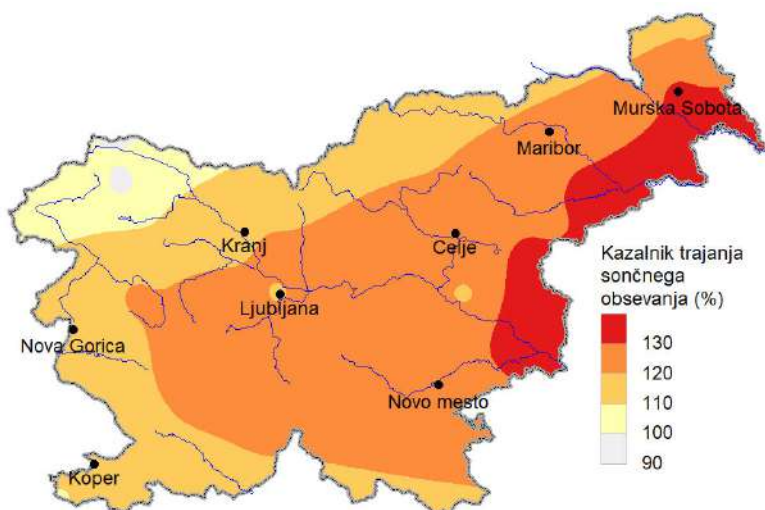 Murska Sobota
Maribor
Kranj
Celje
Ljubljana
Nova Gorica
Novo mesto
Koper
Kazalnik trajanja
sončnega
obsevanja (%)
130
120
110
100
90